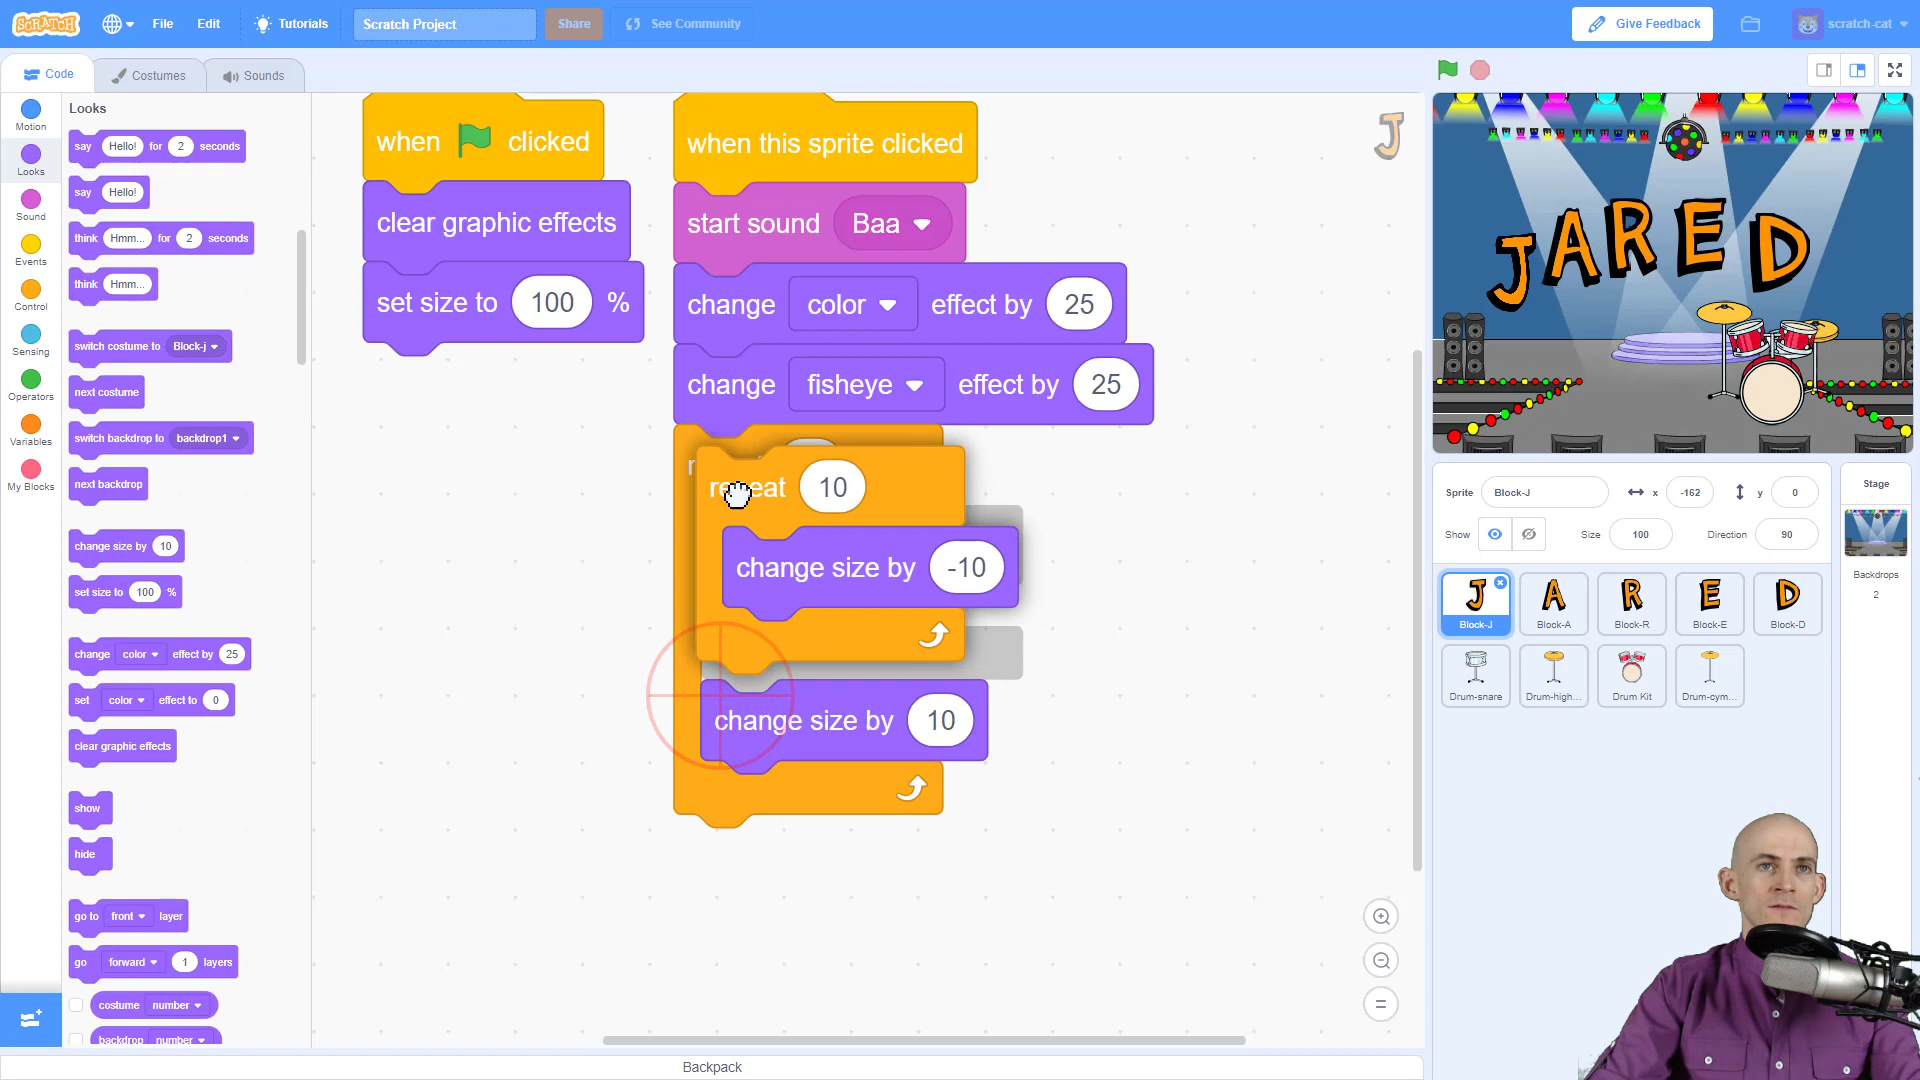 SCRATCH
File
Edit
Tutorials
Scratch Project
Share
See Community
Give Feedback
scratch-cat
Code
Costumes
Sounds
Motion
Looks
Sound
Events
Control
Sensing
Operators
Variables
My Blocks
Looks
say Hello! for 2 seconds
say Hello!
think Hmm... for 2 seconds
think Hmm...
switch costume to Block-j
next costume
switch backdrop to backdrop1
next backdrop
change size by 10
set size to 100 %
change color effect by 25
set color effect to 0
clear graphic effects
show
hide
go to front layer
go forward 1 layers
costume number
backdrop number
when clicked
clear graphic effects
set size to 100 %
when this sprite clicked
start sound Baa
change color effect by 25
change fisheye effect by 25
repeat 10
change size by -10
change size by 10
J
JARED
Sprite Block-J x -162 y 0
Show Size 100 Direction 90
J
Block-J
A
Block-A
R
Block-R
E
Block-E
D
Block-D
Drum-snare
Drum-high...
Drum Kit
Drum-cym...
Stage
Backdrops
2
Backpack